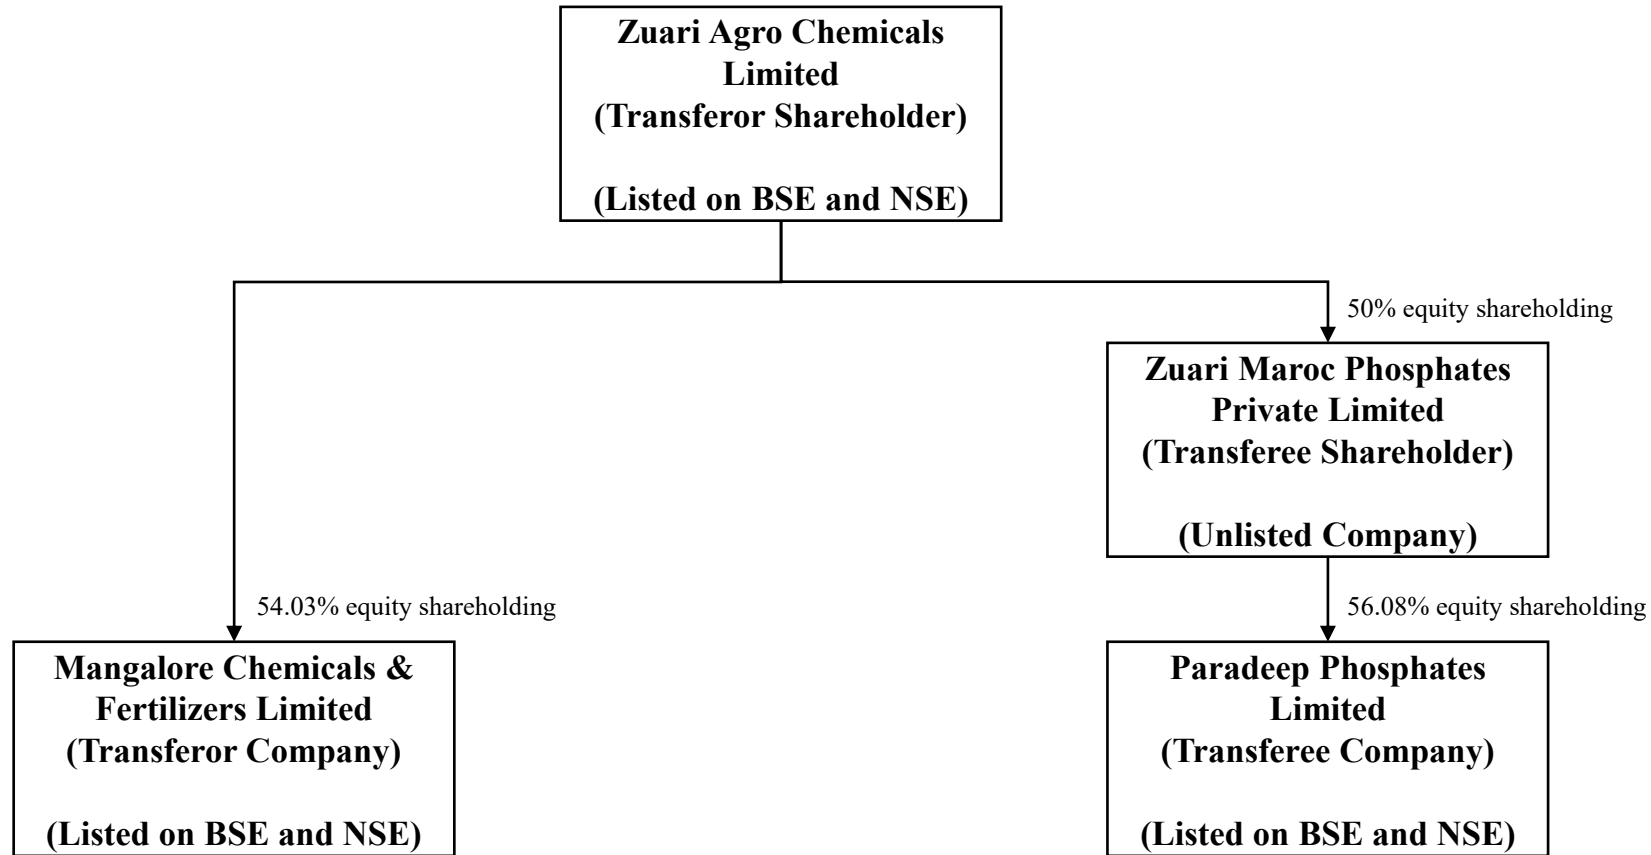 Zuari Agro Chemicals
Limited
(Transferor Shareholder)
(Listed on BSE and NSE)
50% equity shareholding
Zuari Maroc Phosphates
Private Limited
(Transferee Shareholder)
(Unlisted Company)
54.03% equity shareholding
56.08% equity shareholding
Mangalore Chemicals &
Fertilizers Limited
(Transferor Company)
(Listed on BSE and NSE)
Paradeep Phosphates
Limited
(Transferee Company)
(Listed on BSE and NSE)